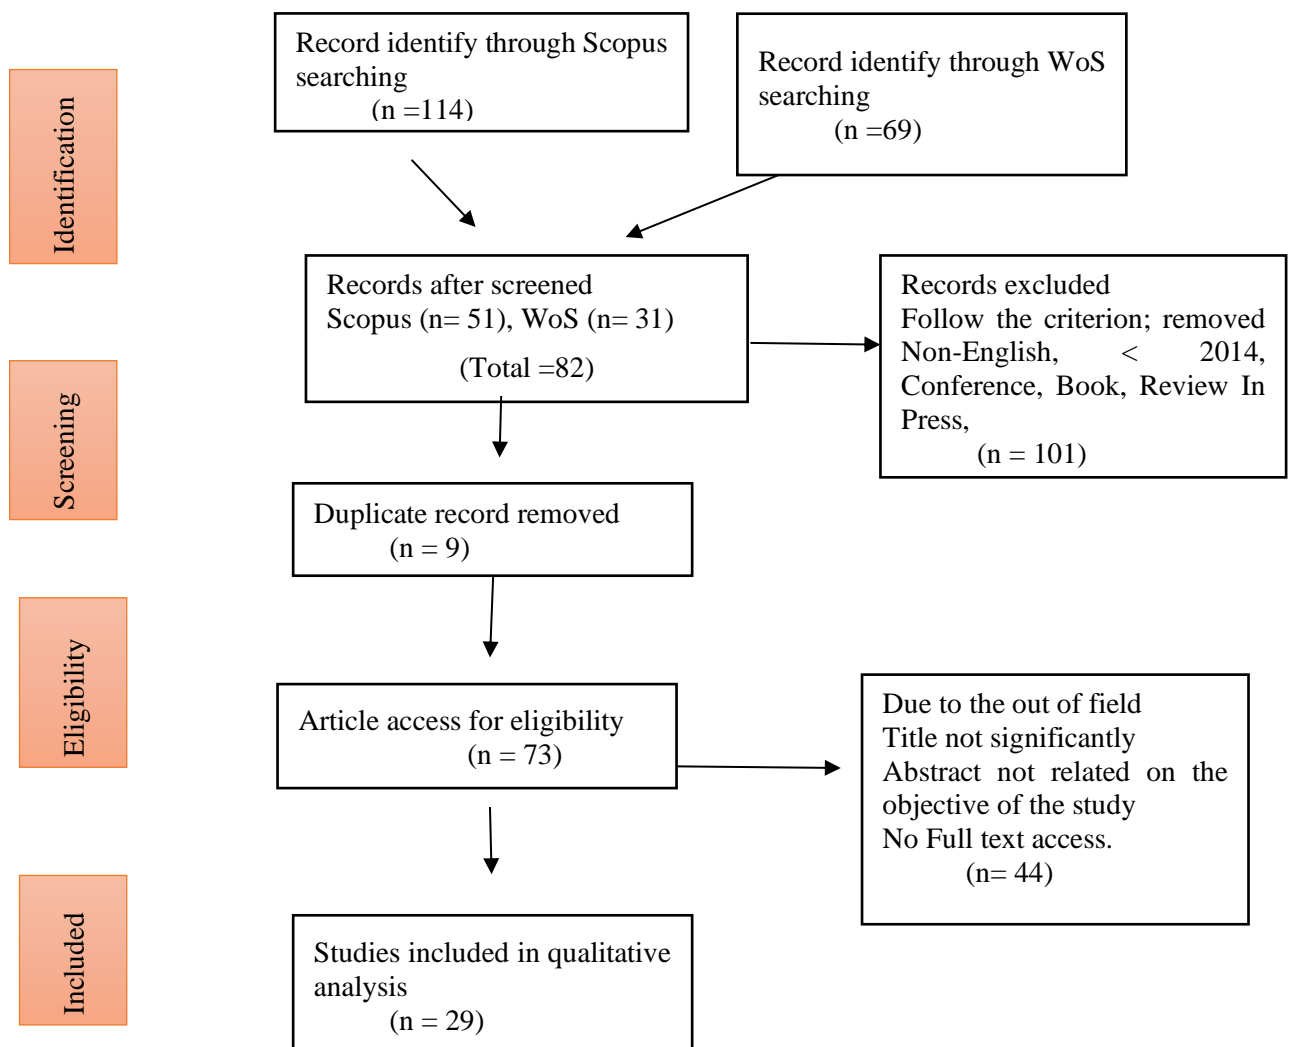 Identification
Record identify through Scopus
searching
(n =114)
Record identify through WoS
searching
(n =69)
Records after screened
Scopus (n= 51), WoS (n= 31)
(Total =82)
Records excluded
Follow the criterion; removed
Non-English, < 2014,
Conference, Book, Review In
Press,
(n = 101)
Screening
Duplicate record removed
(n = 9)
Eligibility
Article access for eligibility
(n = 73)
Due to the out of field
Title not significantly
Abstract not related on the
objective of the study
No Full text access.
(n= 44)
Included
Studies included in qualitative
analysis
(n = 29)